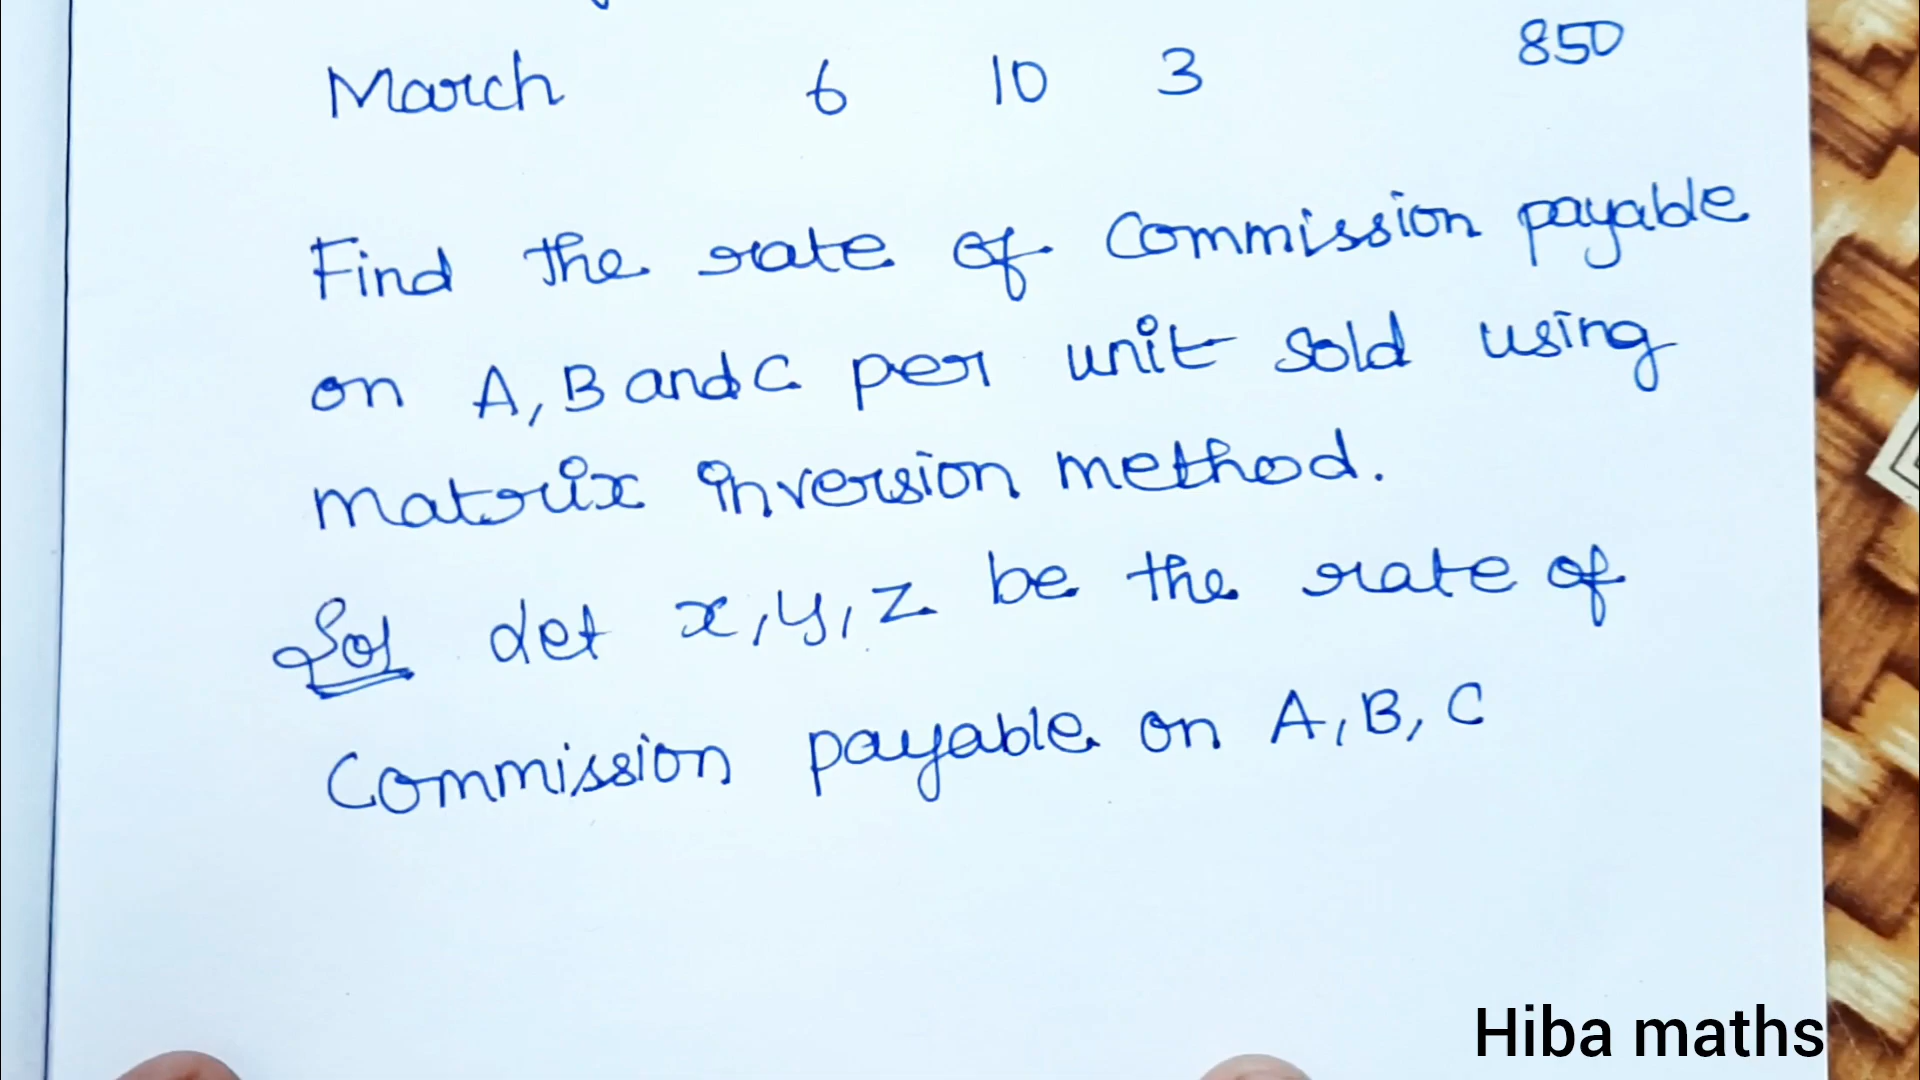 March 6 10 3 850
Find the rate of Commission payable
on A, B and C per unit sold using
matrix inversion method.
Sol Let x, y, z be the rate of
Commission payable on A, B, C
Hiba maths